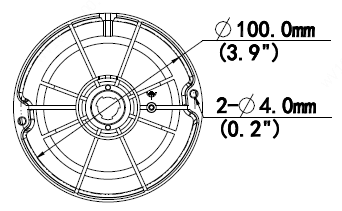 ⌀ 100.0mm
(3.9")
2-⌀ 4.0mm
(0.2")